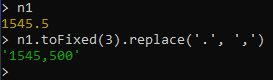 > n1
1545.5
> n1.toFixed(3).replace('.', ',')
'1545,500'
>